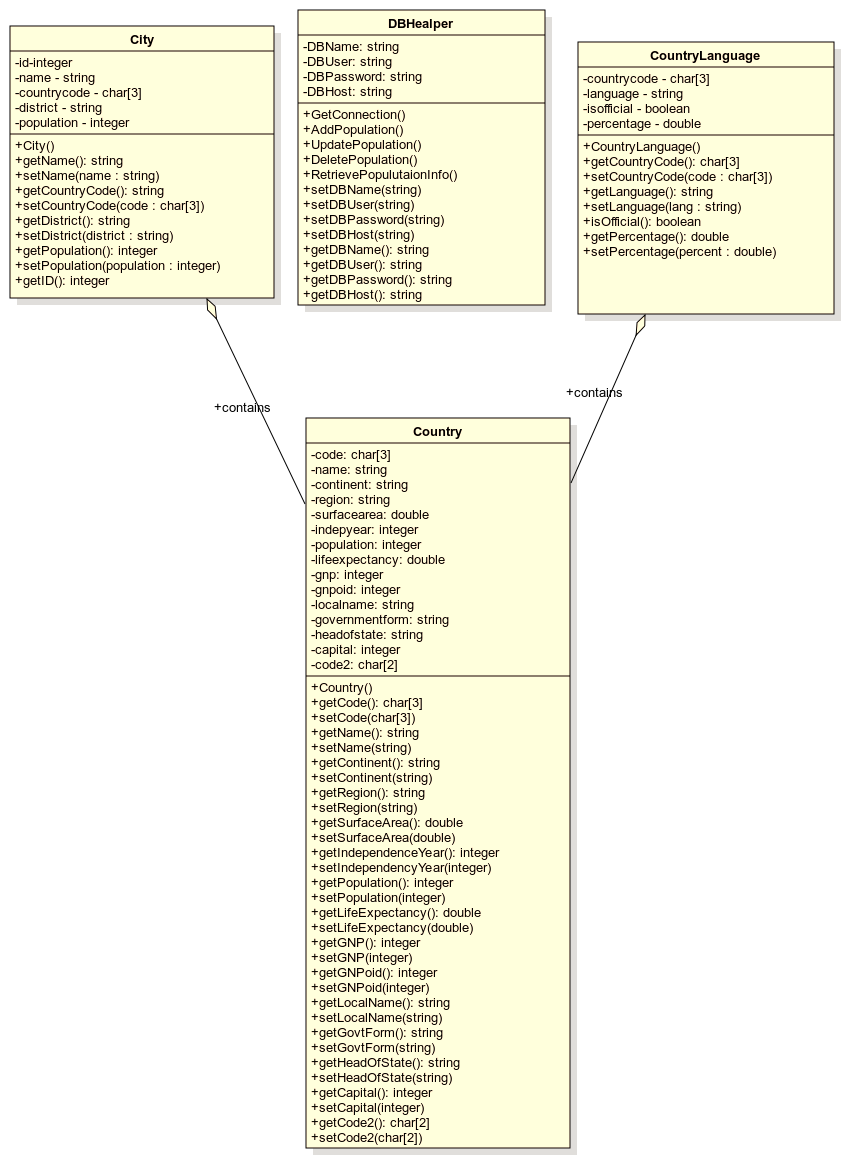 City
-id-integer
-name - string
-countrycode - char[3]
-district - string
-population - integer
+City()
+getName(): string
+setName(name : string)
+getCountryCode(): string
+setCountryCode(code : char[3])
+getDistrict(): string
+setDistrict(district : string)
+getPopulation(): integer
+setPopulation(population : integer)
+getID(): integer
DBHealper
-DBName: string
-DBUser: string
-DBPassword: string
-DBHost: string
+GetConnection()
+AddPopulation()
+UpdatePopulation()
+DeletePopulation()
+RetrievePopulutaionInfo()
+setDBName(string)
+setDBUser(string)
+setDBPassword(string)
+setDBHost(string)
+getDBName(): string
+getDBUser(): string
+getDBPassword(): string
+getDBHost(): string
CountryLanguage
-countrycode - char[3]
-language - string
-isofficial - boolean
-percentage - double
+CountryLanguage()
+getCountryCode(): char[3]
+setCountryCode(code : char[3])
+getLanguage(): string
+setLanguage(lang : string)
+isOfficial(): boolean
+getPercentage(): double
+setPercentage(percent : double)
+contains
+contains
Country
-code: char[3]
-name: string
-continent: string
-region: string
-surfacearea: double
-indepyear: integer
-population: integer
-lifeexpectancy: double
-gnp: integer
-gnpoid: integer
-localname: string
-governmentform: string
-headofstate: string
-capital: integer
-code2: char[2]
+Country()
+getCode(): char[3]
+setCode(char[3])
+getName(): string
+setName(string)
+getContinent(): string
+setContinent(string)
+getRegion(): string
+setRegion(string)
+getSurfaceArea(): double
+setSurfaceArea(double)
+getIndependenceYear(): integer
+setIndependencyYear(integer)
+getPopulation(): integer
+setPopulation(integer)
+getLifeExpectancy(): double
+setLifeExpectancy(double)
+getGNP(): integer
+setGNP(integer)
+getGNPoid(): integer
+setGNPoid(integer)
+getLocalName(): string
+setLocalName(string)
+getGovtForm(): string
+setGovtForm(string)
+getHeadOfState(): string
+setHeadOfState(string)
+getCapital(): integer
+setCapital(integer)
+getCode2(): char[2]
+setCode2(char[2])